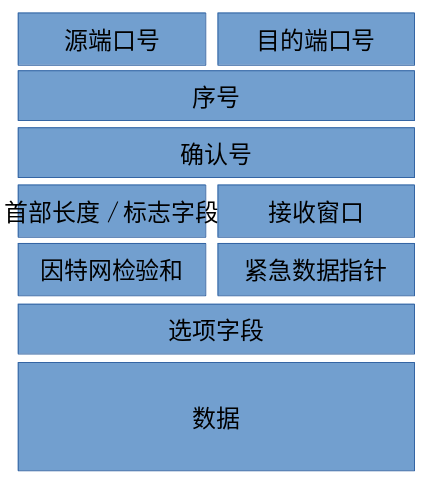 源端口号
目的端口号
序号
确认号
首部长度／标志字段
接收窗口
因特网检验和
紧急数据指针
选项字段
数据